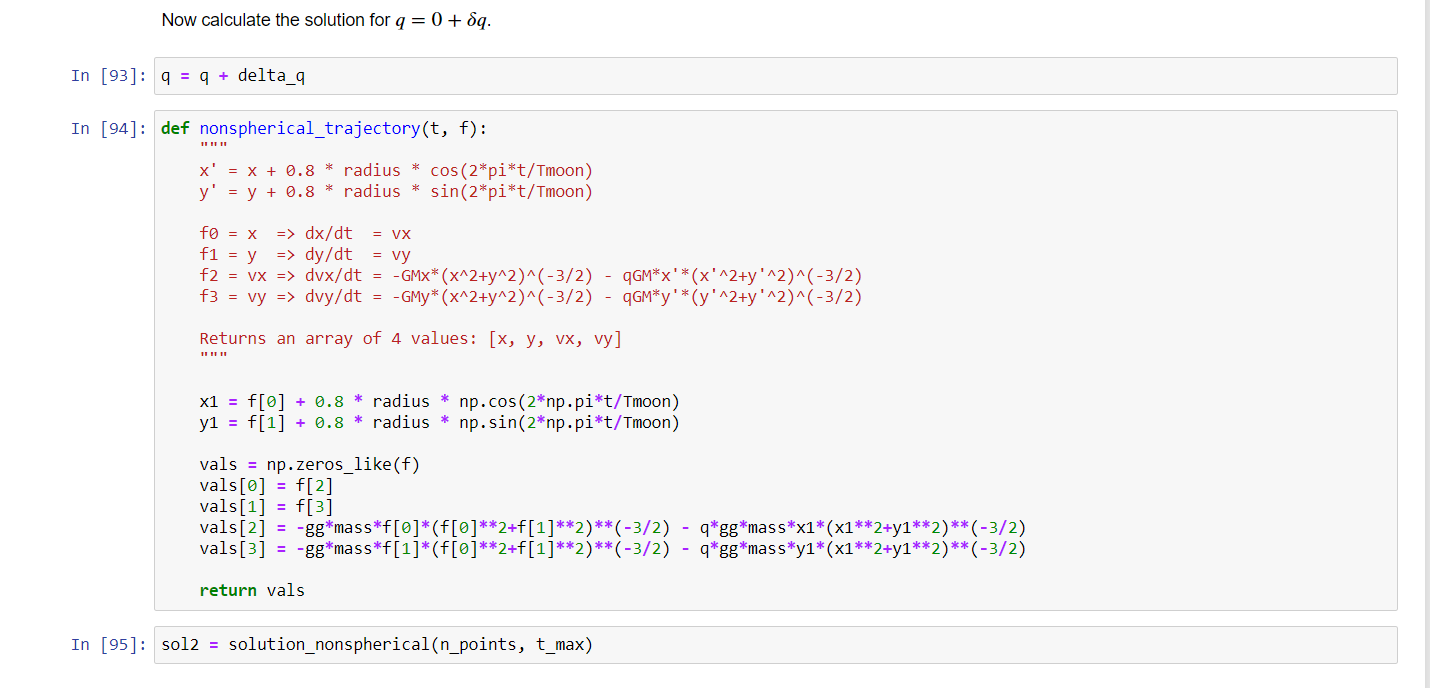 Now calculate the solution for q = 0 + δq.
In [93]: q = q + delta_q
In [94]: def nonspherical_trajectory(t, f):
"""
x' = x + 0.8 * radius * cos(2*pi*t/Tmoon)
y' = y + 0.8 * radius * sin(2*pi*t/Tmoon)
f0 = x  => dx/dt  = vx
f1 = y  => dy/dt  = vy
f2 = vx => dvx/dt = -GMx*(x^2+y^2)^(-3/2) - qGM*x'*(x'^2+y'^2)^(-3/2)
f3 = vy => dvy/dt = -GMy*(x^2+y^2)^(-3/2) - qGM*y'*(y'^2+y'^2)^(-3/2)
Returns an array of 4 values: [x, y, vx, vy]
"""
x1 = f[0] + 0.8 * radius * np.cos(2*np.pi*t/Tmoon)
y1 = f[1] + 0.8 * radius * np.sin(2*np.pi*t/Tmoon)
vals = np.zeros_like(f)
vals[0] = f[2]
vals[1] = f[3]
vals[2] = -gg*mass*f[0]*(f[0]**2+f[1]**2)**(-3/2) - q*gg*mass*x1*(x1**2+y1**2)**(-3/2)
vals[3] = -gg*mass*f[1]*(f[0]**2+f[1]**2)**(-3/2) - q*gg*mass*y1*(x1**2+y1**2)**(-3/2)
return vals
In [95]: sol2 = solution_nonspherical(n_points, t_max)